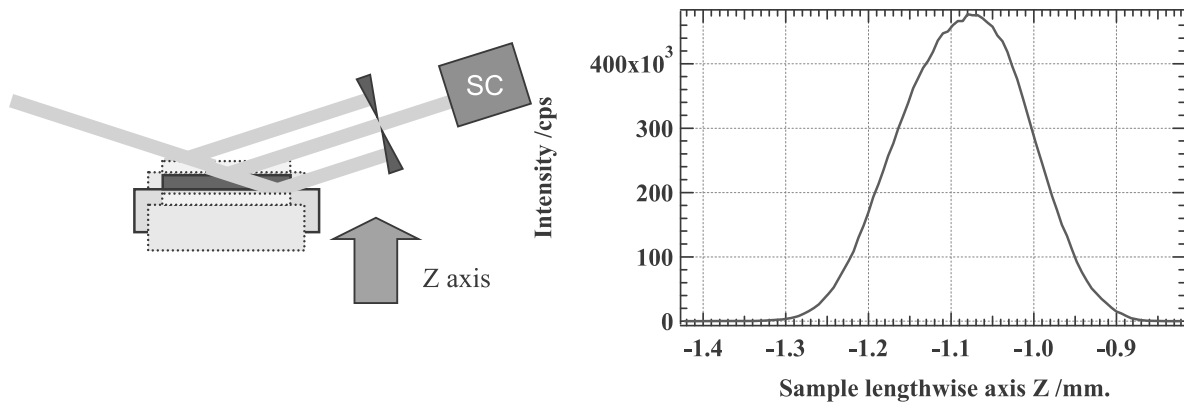 SC
Z axis
Intensity /cps
400x10³
300
200
100
0
-1.4 -1.3 -1.2 -1.1 -1.0 -0.9
Sample lengthwise axis Z /mm.